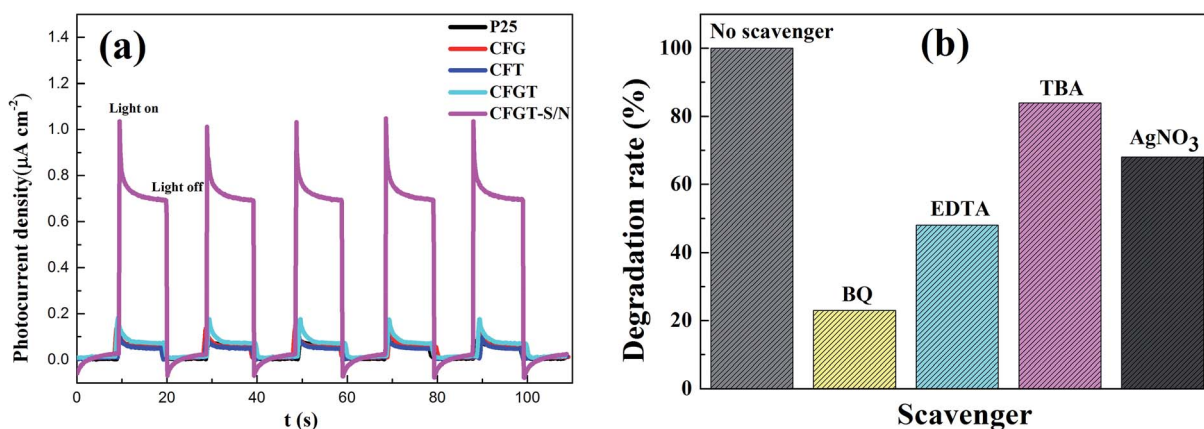 (a)
P25
CFG
CFT
CFGT
CFGT-S/N
Light on
Light off
1.4
1.2
1.0
0.8
0.6
0.4
0.2
0.0
Photocurrent density(μA cm⁻²)
0
20
40
60
80
100
t (s)
(b)
No scavenger
BQ
EDTA
TBA
AgNO₃
100
80
60
40
20
0
Degradation rate (%)
Scavenger